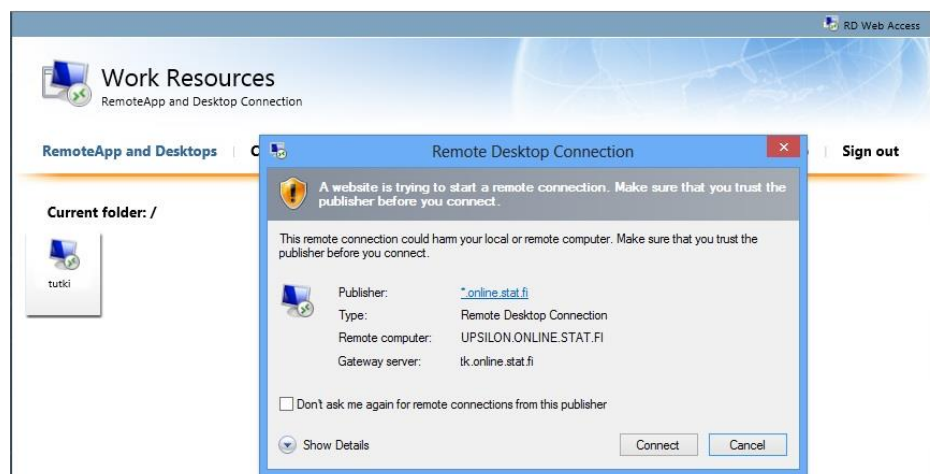 RD Web Access
Work Resources
RemoteApp and Desktop Connection
RemoteApp and Desktops
Sign out
Current folder: /
tutki
Remote Desktop Connection
A website is trying to start a remote connection. Make sure that you trust the
publisher before you connect.
This remote connection could harm your local or remote computer. Make sure that you trust the
publisher before you connect.
Publisher: *.online.stat.fi
Type: Remote Desktop Connection
Remote computer: UPSILON.ONLINE.STAT.FI
Gateway server: tk.online.stat.fi
Don't ask me again for remote connections from this publisher
Show Details Connect Cancel